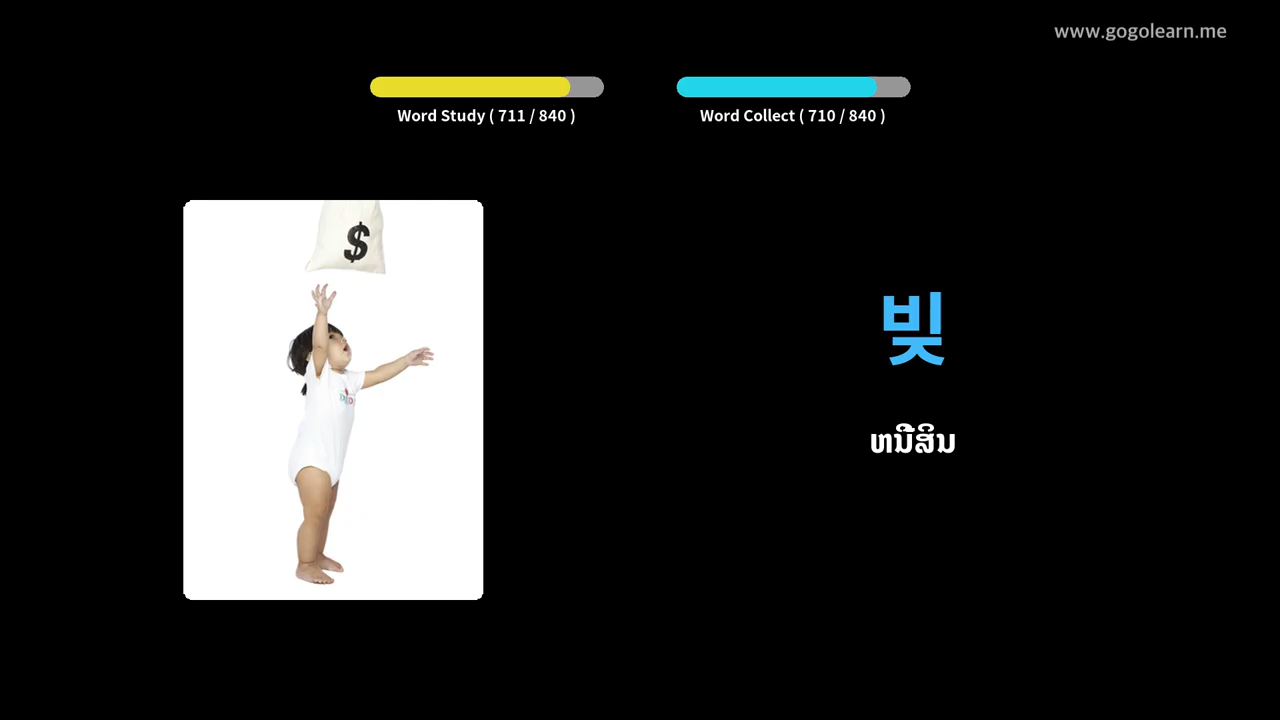 www.gogolearn.me
Word Study ( 711 / 840 )
Word Collect ( 710 / 840 )
$
빚
ຫນີ້ສິນ